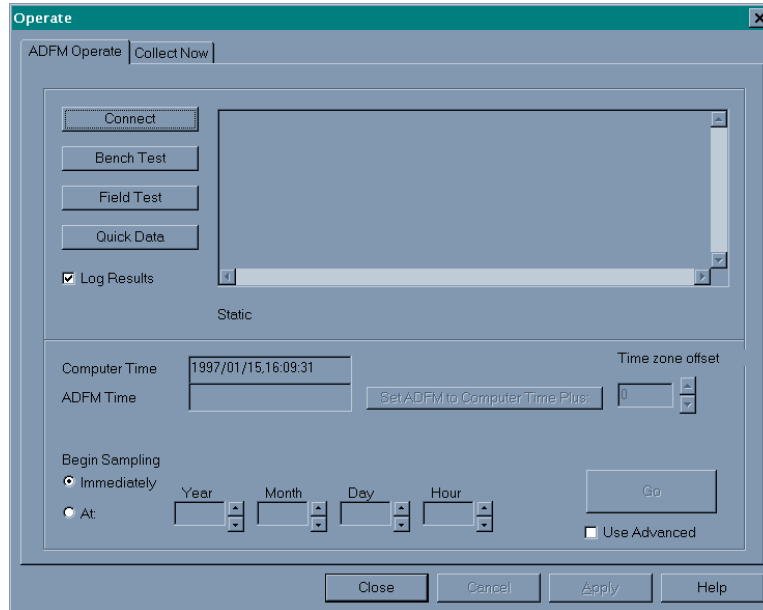 Operate
ADFM Operate Collect Now
Connect
Bench Test
Field Test
Quick Data
Log Results
Static
Time zone offset
Computer Time 1997/01/15,16:09:31
ADFM Time Set ADFM to Computer Time Plus: 0
Begin Sampling
Immediately
Year Month Day Hour
At:
Go
Use Advanced
Close Cancel Apply Help